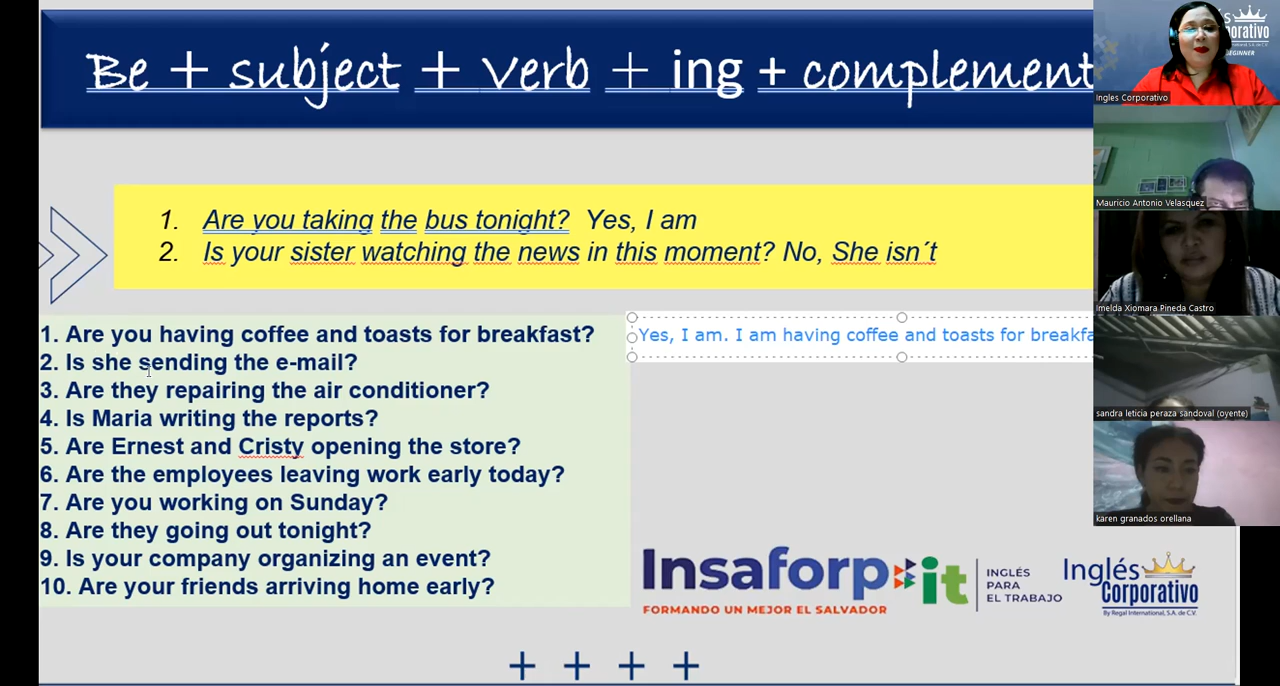 Be + subject + Verb + ing + complement
1. Are you taking the bus tonight? Yes, I am
2. Is your sister watching the news in this moment? No, She isn´t
1. Are you having coffee and toasts for breakfast?
Yes, I am. I am having coffee and toasts for breakfa
2. Is she sending the e-mail?
3. Are they repairing the air conditioner?
4. Is Maria writing the reports?
5. Are Ernest and Cristy opening the store?
6. Are the employees leaving work early today?
7. Are you working on Sunday?
8. Are they going out tonight?
9. Is your company organizing an event?
10. Are your friends arriving home early?
Insaforp it
FORMANDO UN MEJOR EL SALVADOR
INGLÉS
PARA
EL TRABAJO
Inglés
Corporativo
By Regal International, S.A. de C.V.
+ + + +
Ingles Corporativo
Mauricio Antonio Velasquez
Imelda Xiomara Pineda Castro
sandra leticia peraza sandoval (oyente)
karen granados orellana